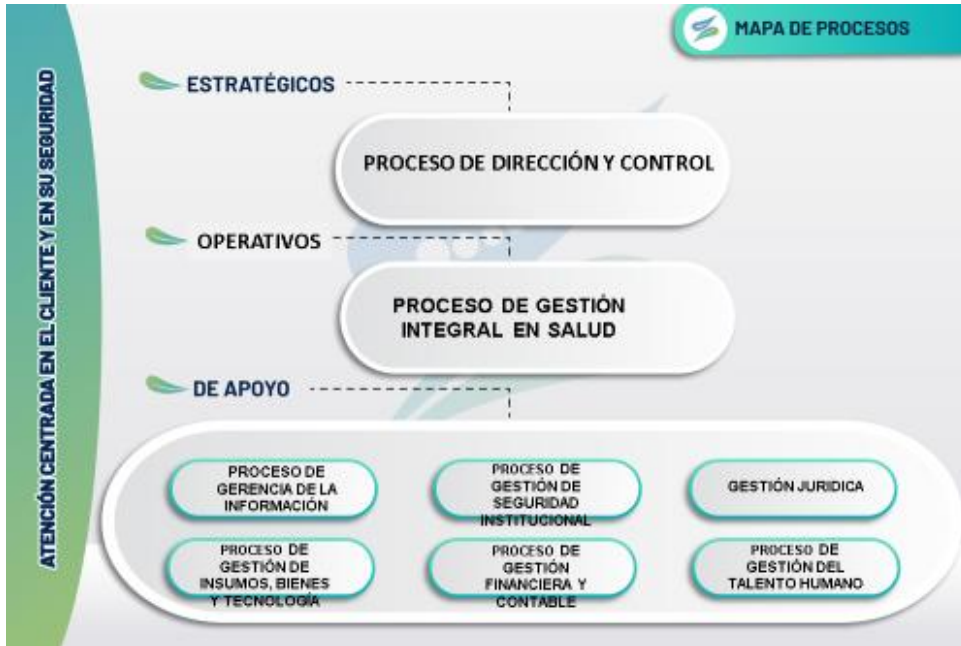 MAPA DE PROCESOS
ATENCIÓN CENTRADA EN EL CLIENTE Y EN SU SEGURIDAD
ESTRATÉGICOS
PROCESO DE DIRECCIÓN Y CONTROL
OPERATIVOS
PROCESO DE GESTIÓN
INTEGRAL EN SALUD
DE APOYO
PROCESO DE
GERENCIA DE LA
INFORMACIÓN
PROCESO DE
GESTIÓN DE
SEGURIDAD
INSTITUCIONAL
GESTIÓN JURIDICA
PROCESO DE
GESTIÓN DE
INSUMOS, BIENES
Y TECNOLOGÍA
PROCESO DE
GESTIÓN
FINANCIERA Y
CONTABLE
PROCESO DE
GESTIÓN DEL
TALENTO HUMANO